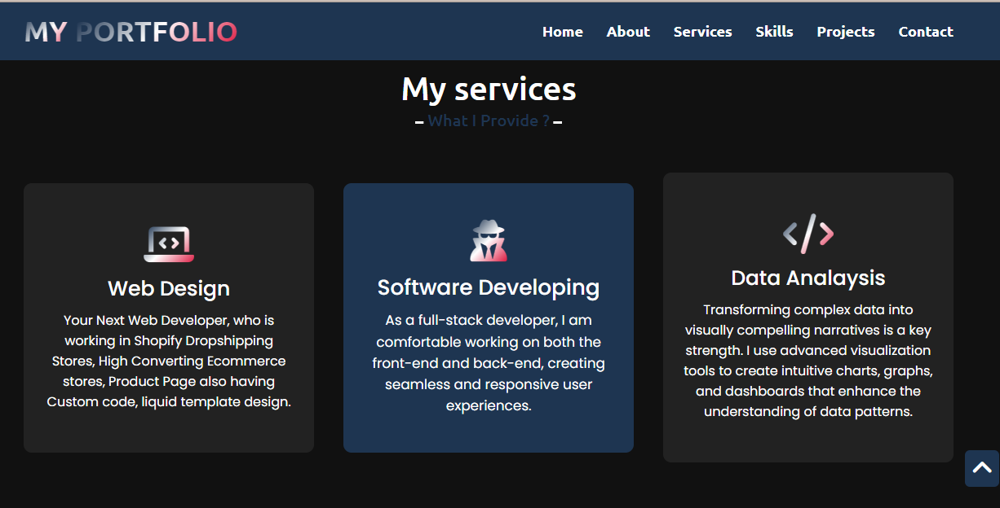 MY PORTFOLIO
Home About Services Skills Projects Contact
My services
– What I Provide ? –
Web Design
Your Next Web Developer, who is
working in Shopify Dropshipping
Stores, High Converting Ecommerce
stores, Product Page also having
Custom code, liquid template design.
Software Developing
As a full-stack developer, I am
comfortable working on both the
front-end and back-end, creating
seamless and responsive user
experiences.
Data Analaysis
Transforming complex data into
visually compelling narratives is a key
strength. I use advanced visualization
tools to create intuitive charts, graphs,
and dashboards that enhance the
understanding of data patterns.